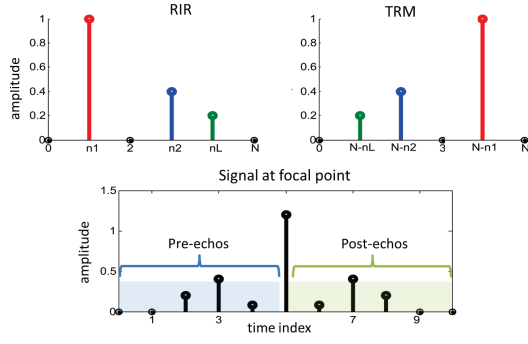 RIR
TRM
amplitude
1
0.8
0.6
0.4
0.2
0
0 n1 2 n2 nL N
1
0.8
0.6
0.4
0.2
0
0 N-nL N-n2 3 N-n1 N
Signal at focal point
amplitude
1.5
1
0.5
0
Pre-echos
Post-echos
1 3 7 9
time index